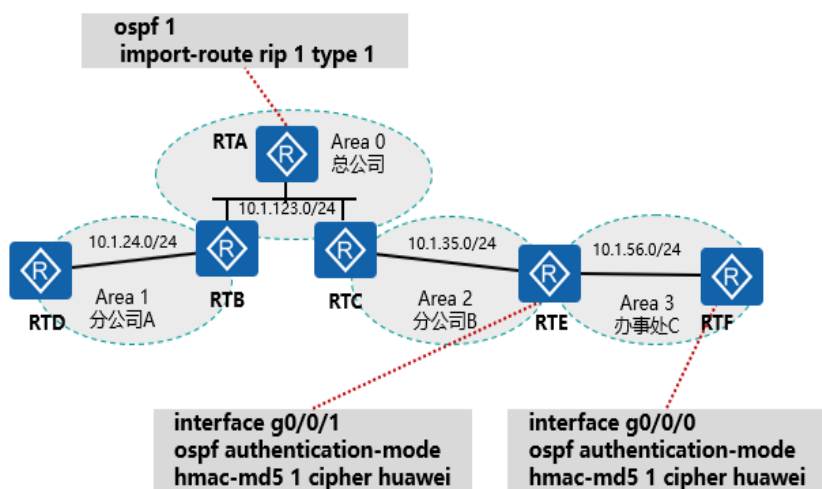 ospf 1
import-route rip 1 type 1
RTA
R
Area 0
总公司
10.1.123.0/24
10.1.24.0/24
10.1.35.0/24
10.1.56.0/24
R
R
R
R
R
RTD
Area 1
分公司A
RTB
RTC
Area 2
分公司B
RTE
Area 3
办事处C
RTF
interface g0/0/1
ospf authentication-mode
hmac-md5 1 cipher huawei
interface g0/0/0
ospf authentication-mode
hmac-md5 1 cipher huawei